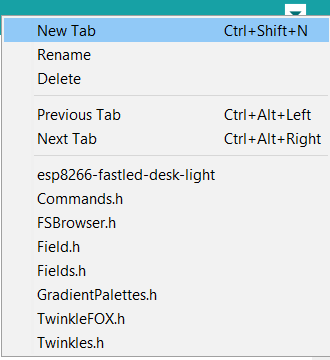 New Tab Ctrl+Shift+N
Rename
Delete
Previous Tab Ctrl+Alt+Left
Next Tab Ctrl+Alt+Right
esp8266-fastled-desk-light
Commands.h
FSBrowser.h
Field.h
Fields.h
GradientPalettes.h
TwinkleFOX.h
Twinkles.h